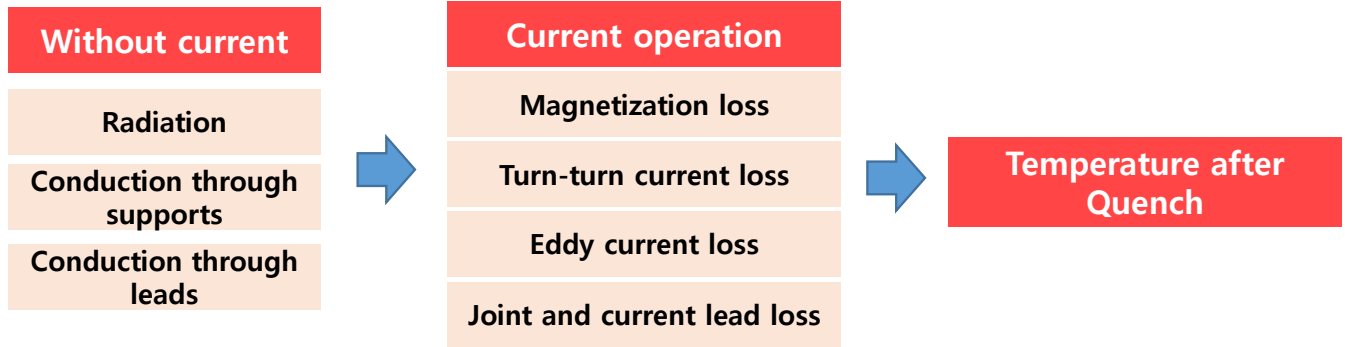 Without current
Radiation
Conduction through
supports
Conduction through
leads
Current operation
Magnetization loss
Turn-turn current loss
Eddy current loss
Joint and current lead loss
Temperature after
Quench